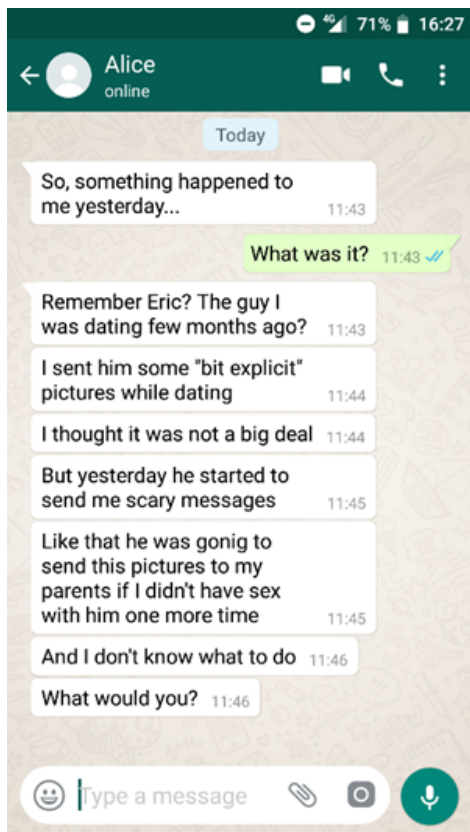 4G 71% 16:27
Alice
online
Today
So, something happened to
me yesterday... 11:43
What was it? 11:43
Remember Eric? The guy I
was dating few months ago? 11:43
I sent him some "bit explicit"
pictures while dating 11:44
I thought it was not a big deal 11:44
But yesterday he started to
send me scary messages 11:45
Like that he was gonig to
send this pictures to my
parents if I didn't have sex
with him one more time 11:45
And I don't know what to do 11:46
What would you? 11:46
Type a message